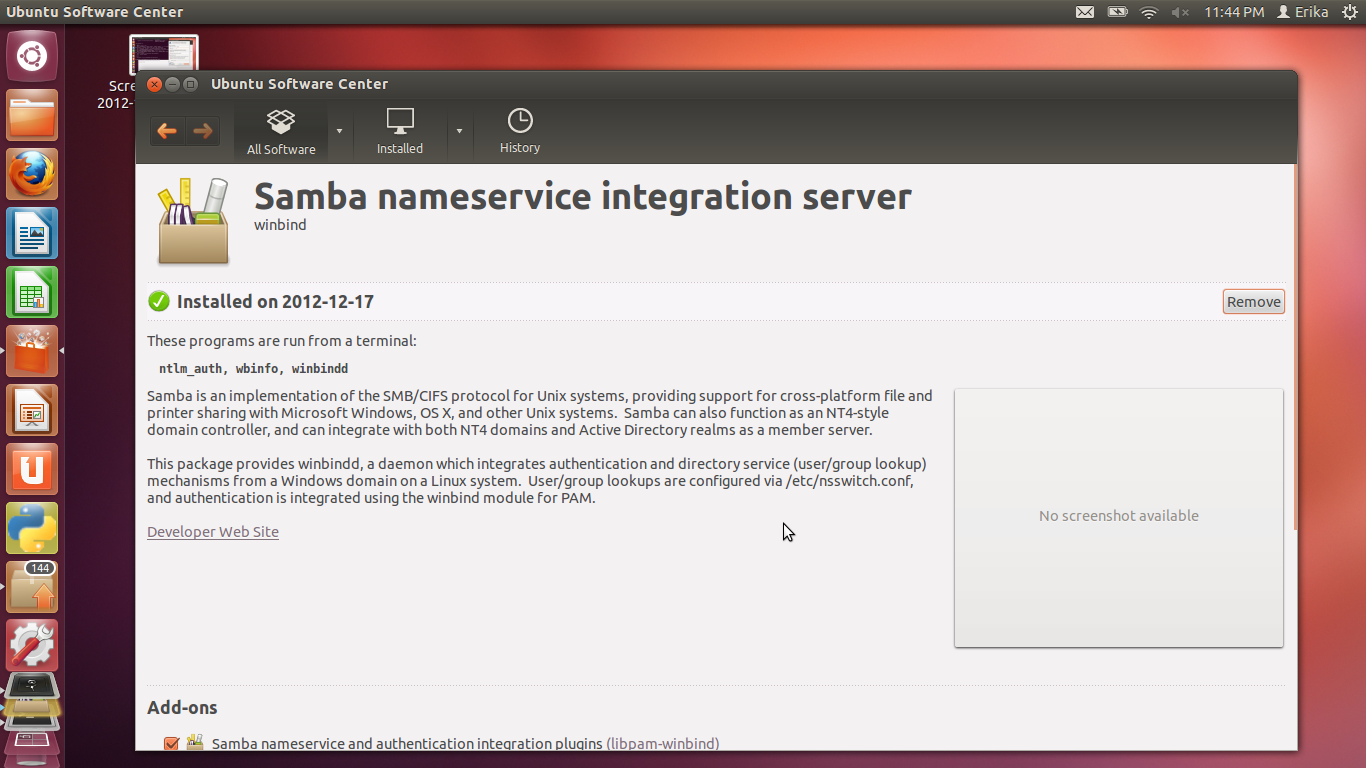 Ubuntu Software Center
11:44 PM Erika
Scre
2012-1
Ubuntu Software Center
All Software
Installed
History
Samba nameservice integration server
winbind
Installed on 2012-12-17
Remove
These programs are run from a terminal:
ntlm_auth, wbinfo, winbindd
Samba is an implementation of the SMB/CIFS protocol for Unix systems, providing support for cross-platform file and
printer sharing with Microsoft Windows, OS X, and other Unix systems. Samba can also function as an NT4-style
domain controller, and can integrate with both NT4 domains and Active Directory realms as a member server.
This package provides winbindd, a daemon which integrates authentication and directory service (user/group lookup)
mechanisms from a Windows domain on a Linux system. User/group lookups are configured via /etc/nsswitch.conf,
and authentication is integrated using the winbind module for PAM.
No screenshot available
Developer Web Site
144
Add-ons
Samba nameservice and authentication integration plugins (libpam-winbind)